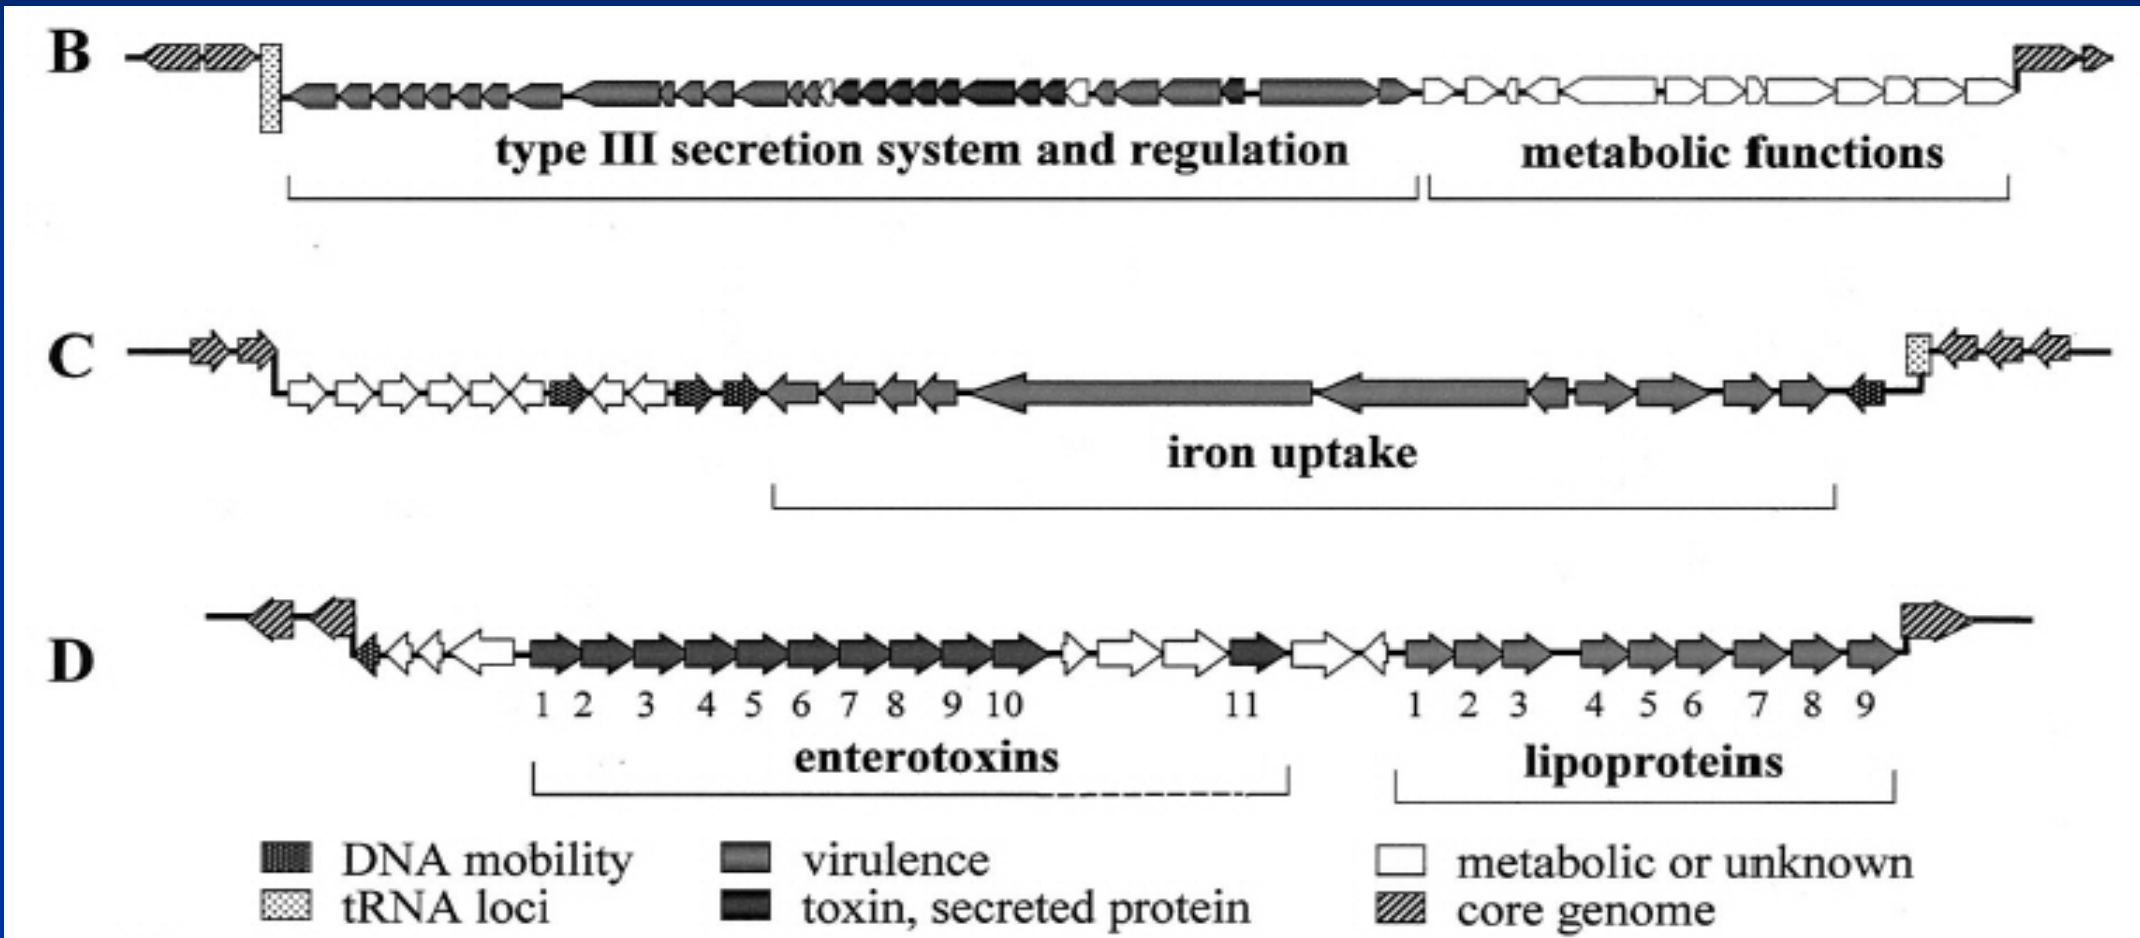 B
type III secretion system and regulation metabolic functions
C
iron uptake
D
1 2 3 4 5 6 7 8 9 10 11 1 2 3 4 5 6 7 8 9
enterotoxins lipoproteins
DNA mobility virulence metabolic or unknown
tRNA loci toxin, secreted protein core genome